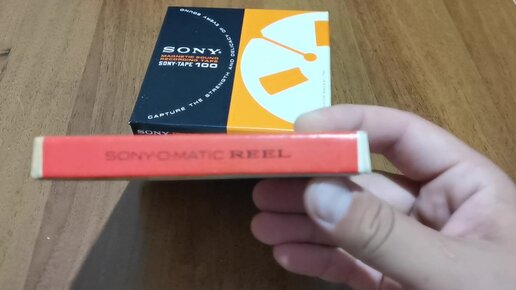 SONY
MAGNETIC SOUND
RECORDING TAPE
SONY-TAPE 100
CAPTURE THE STRENGTH AND DELICACY OF EVERY SOUND
SONY
SONY-O-MATIC REEL